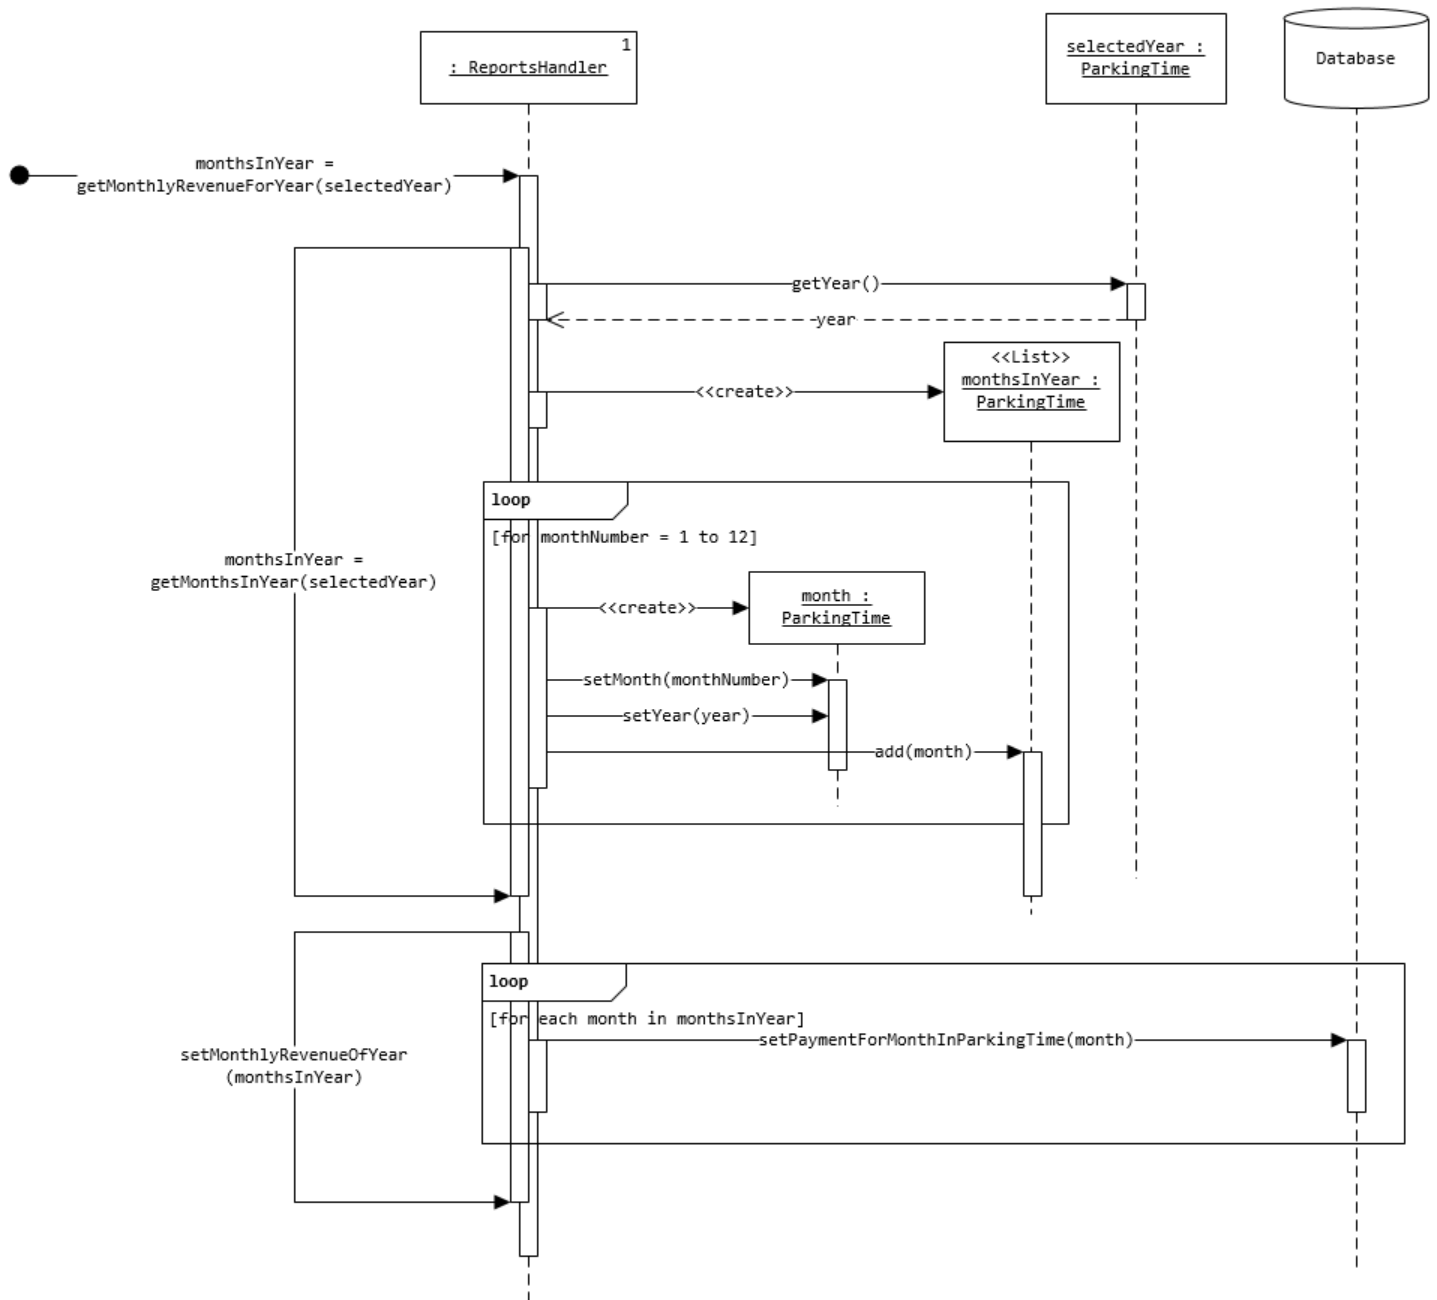 1
: ReportsHandler
selectedYear :
ParkingTime
Database
monthsInYear =
getMonthlyRevenueForYear(selectedYear)
getYear()
year
<<List>>
monthsInYear :
ParkingTime
<<create>>
loop
[for monthNumber = 1 to 12]
monthsInYear =
getMonthsInYear(selectedYear)
<<create>>
month :
ParkingTime
setMonth(monthNumber)
setYear(year)
add(month)
loop
[for each month in monthsInYear]
setPaymentForMonthInParkingTime(month)
setMonthlyRevenueOfYear
(monthsInYear)